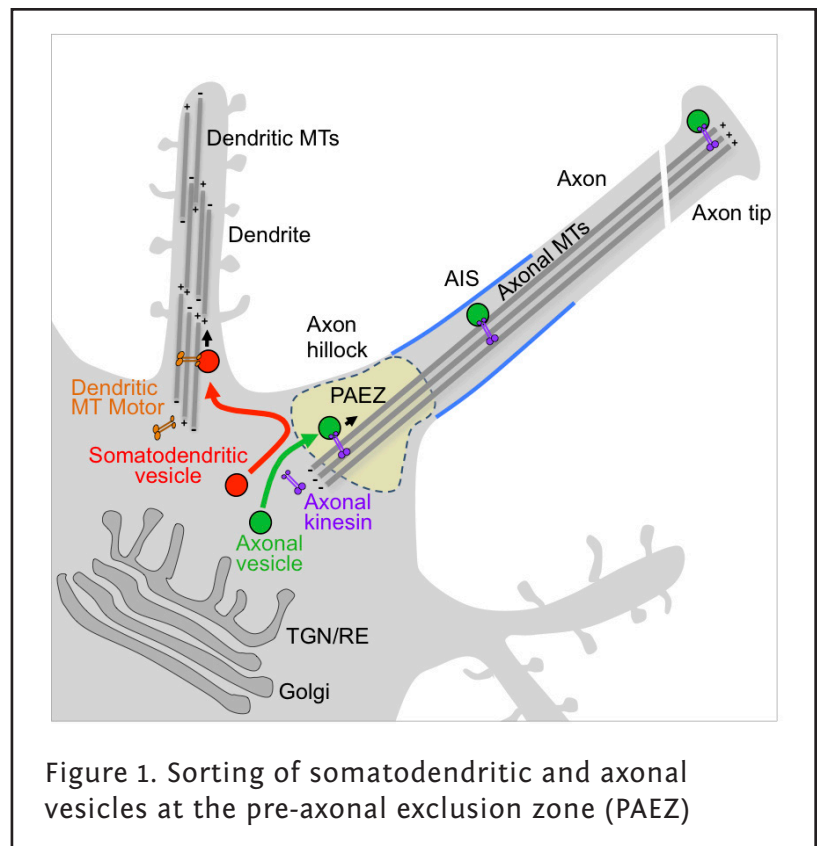 Dendritic MTs
Dendrite
Dendritic
MT Motor
Somatodendritic
vesicle
Axon
hillock
PAEZ
AIS
Axonal MTs
Axon
Axon tip
Axonal
kinesin
Axonal
vesicle
TGN/RE
Golgi
Figure 1. Sorting of somatodendritic and axonal
vesicles at the pre-axonal exclusion zone (PAEZ)